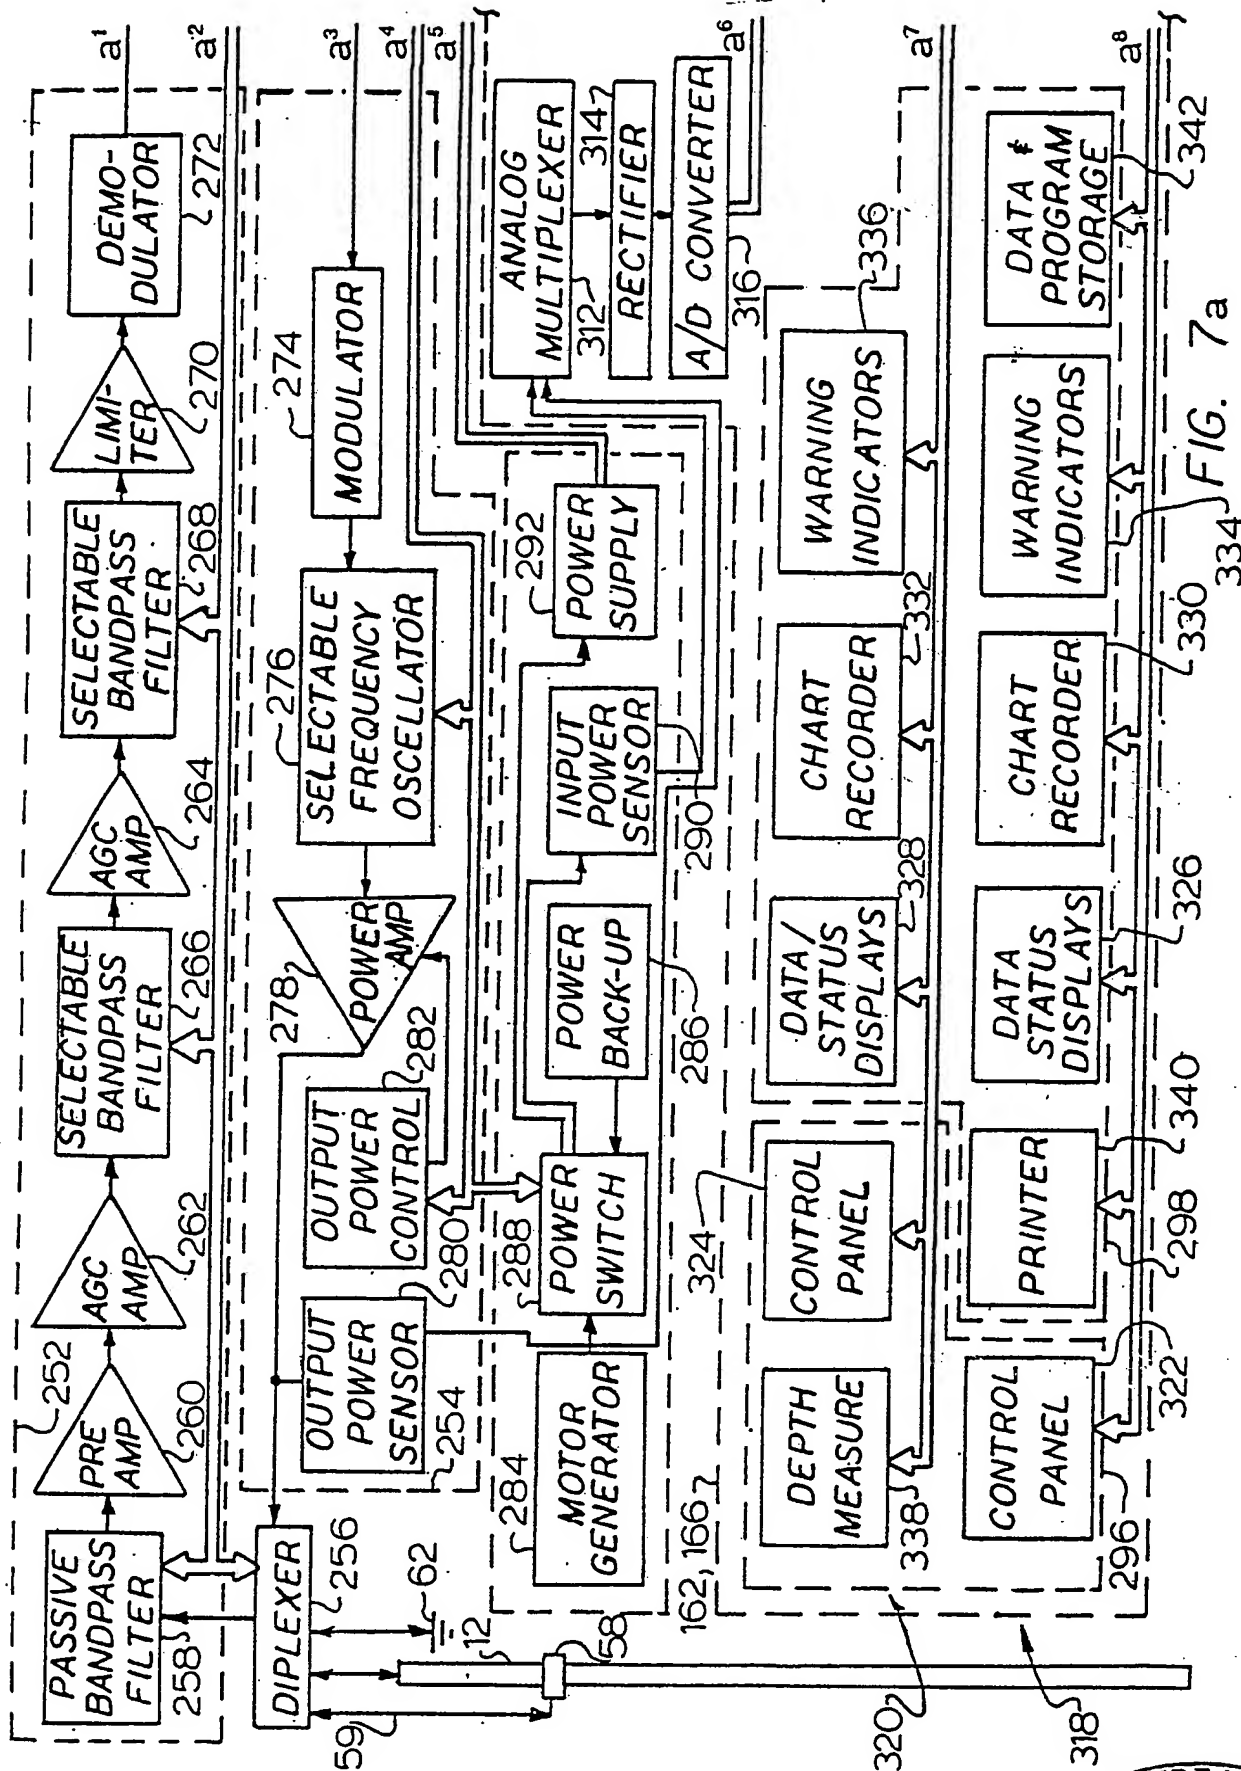 252
PASSIVE
BANDPASS
FILTER
258
PRE
AMP
260
AGC
AMP
262
SELECTABLE
BANDPASS
FILTER
266
AGC
AMP
264
SELECTABLE
BANDPASS
FILTER
268
LIMI-
TER
270
DEMO-
DULATOR
272
a1
a2
DIPLEXER
256
62
12
58
59
254
OUTPUT
POWER
SENSOR
280
OUTPUT
POWER
CONTROL
282
278
POWER
AMP
276
SELECTABLE
FREQUENCY
OSCELLATOR
274
MODULATOR
a3
a4
a5
284
MOTOR
GENERATOR
288
POWER
SWITCH
POWER
BACK-UP
286
INPUT
POWER
SENSOR
290
292
POWER
SUPPLY
162, 166
ANALOG
MULTIPLEXER
312
314
RECTIFIER
A/D CONVERTER
316
a6
DEPTH
MEASURE
338
324
CONTROL
PANEL
DATA/
STATUS
DISPLAYS
328
CHART
RECORDER
332
WARNING
INDICATORS
336
a7
320
CONTROL
PANEL
296
322
PRINTER
298
340
DATA
STATUS
DISPLAYS
326
CHART
RECORDER
330
WARNING
INDICATORS
334
DATA &
PROGRAM
STORAGE
342
a8
318
FIG. 7a